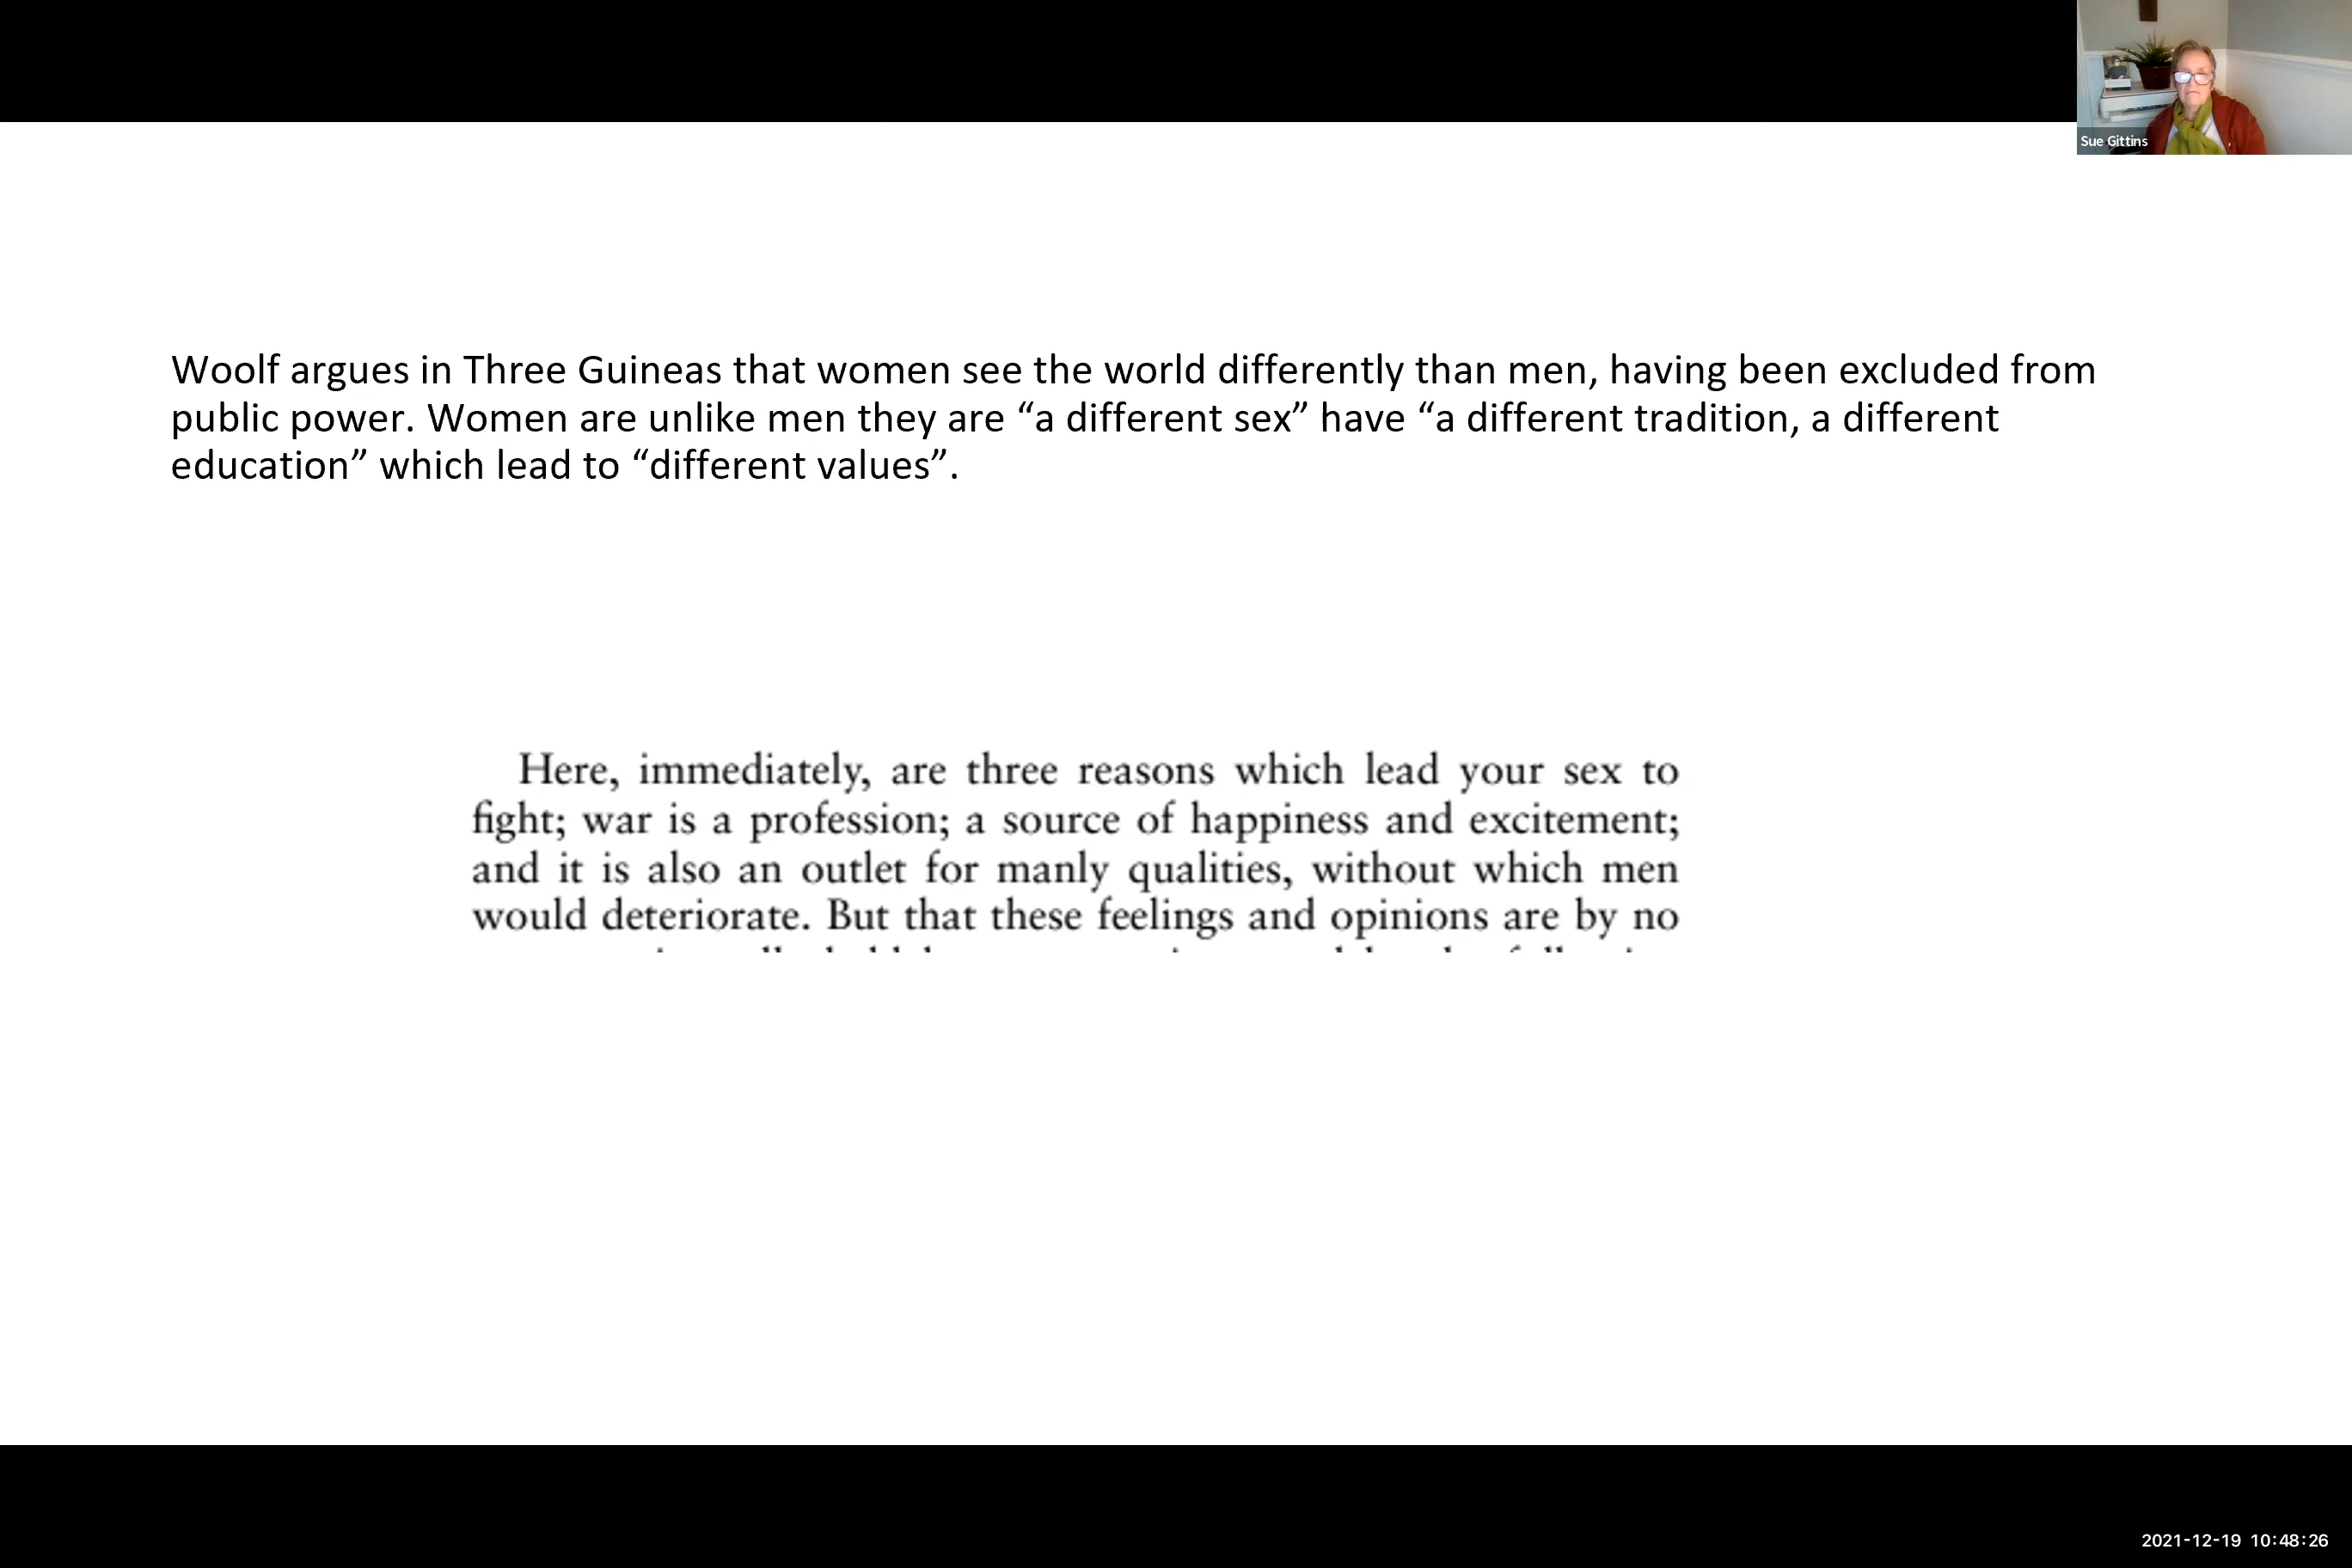 Sue Gittins
Woolf argues in Three Guineas that women see the world differently than men, having been excluded from
public power. Women are unlike men they are “a different sex” have “a different tradition, a different
education” which lead to “different values”.
Here, immediately, are three reasons which lead your sex to
fight; war is a profession; a source of happiness and excitement;
and it is also an outlet for manly qualities, without which men
would deteriorate. But that these feelings and opinions are by no
2021-12-19 10:48:26